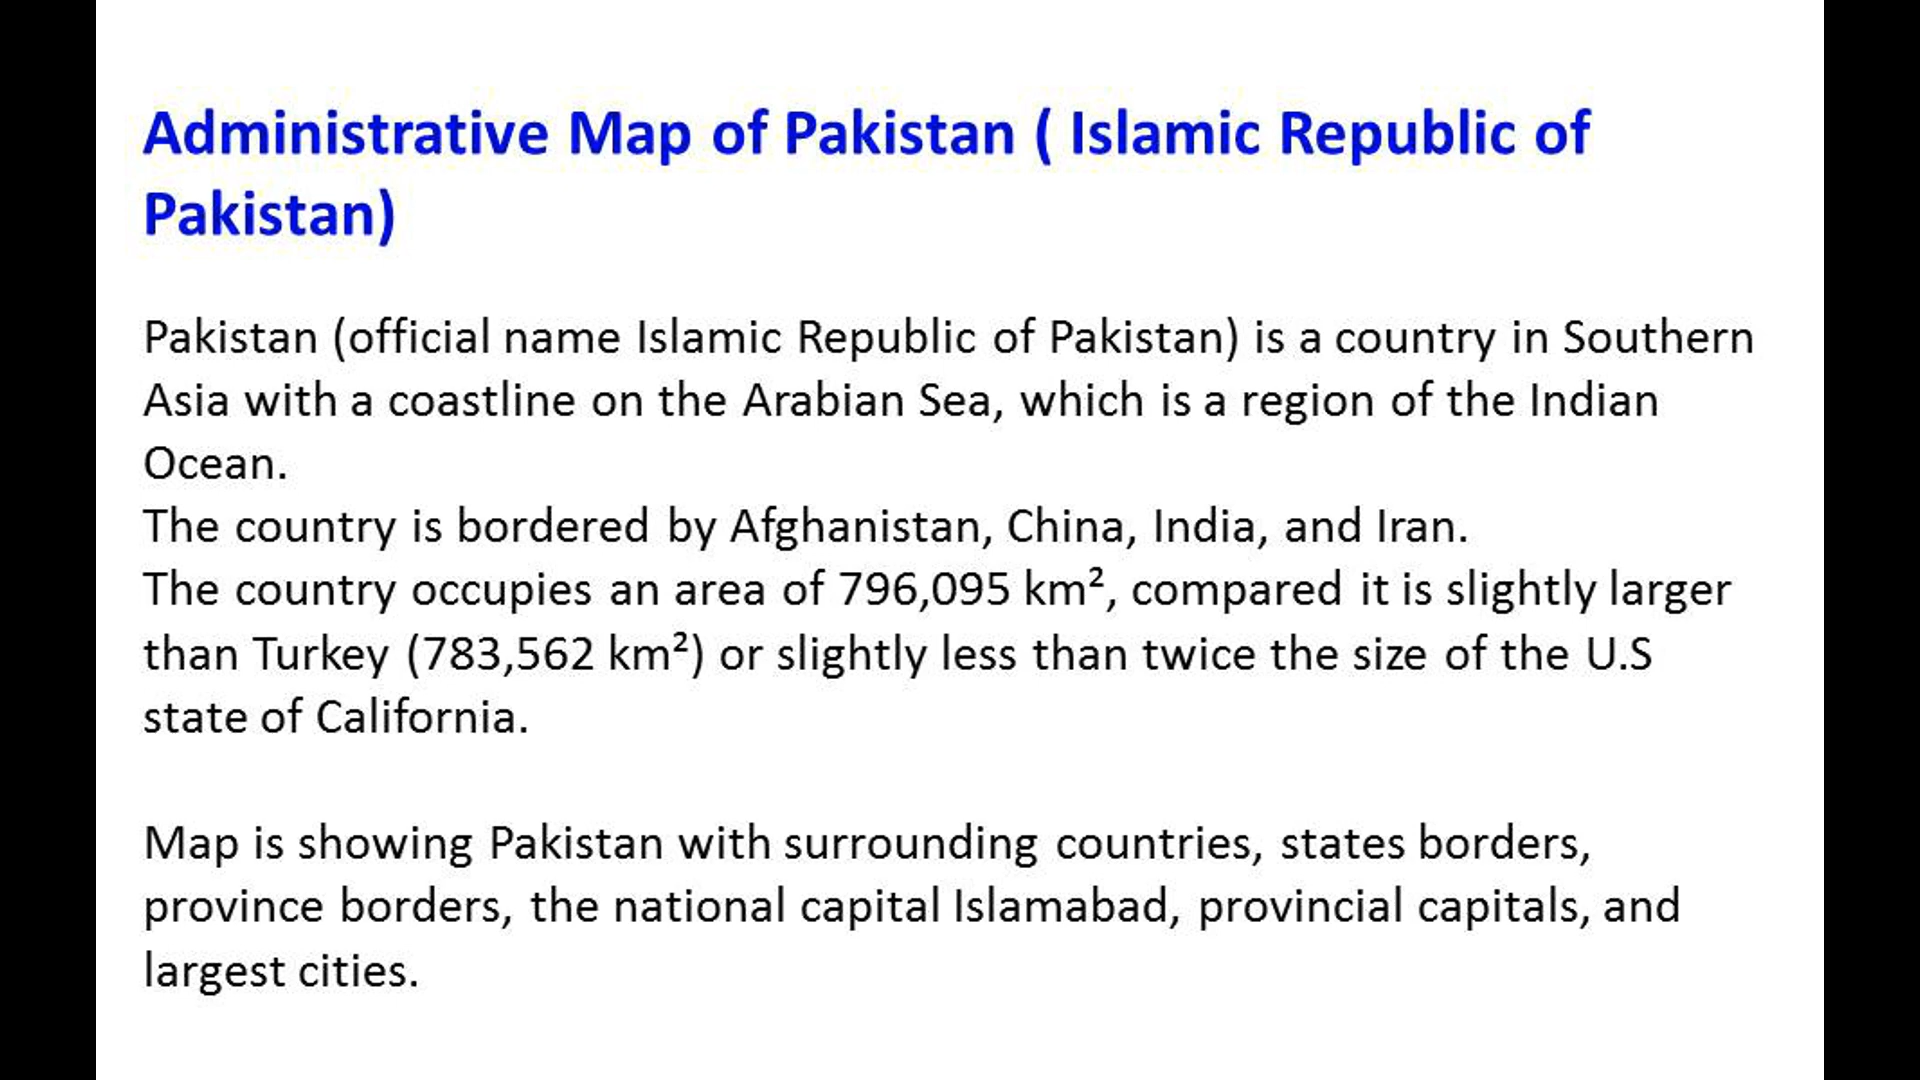 Administrative Map of Pakistan ( Islamic Republic of
Pakistan)
Pakistan (official name Islamic Republic of Pakistan) is a country in Southern
Asia with a coastline on the Arabian Sea, which is a region of the Indian
Ocean.
The country is bordered by Afghanistan, China, India, and Iran.
The country occupies an area of 796,095 km², compared it is slightly larger
than Turkey (783,562 km²) or slightly less than twice the size of the U.S
state of California.
Map is showing Pakistan with surrounding countries, states borders,
province borders, the national capital Islamabad, provincial capitals, and
largest cities.